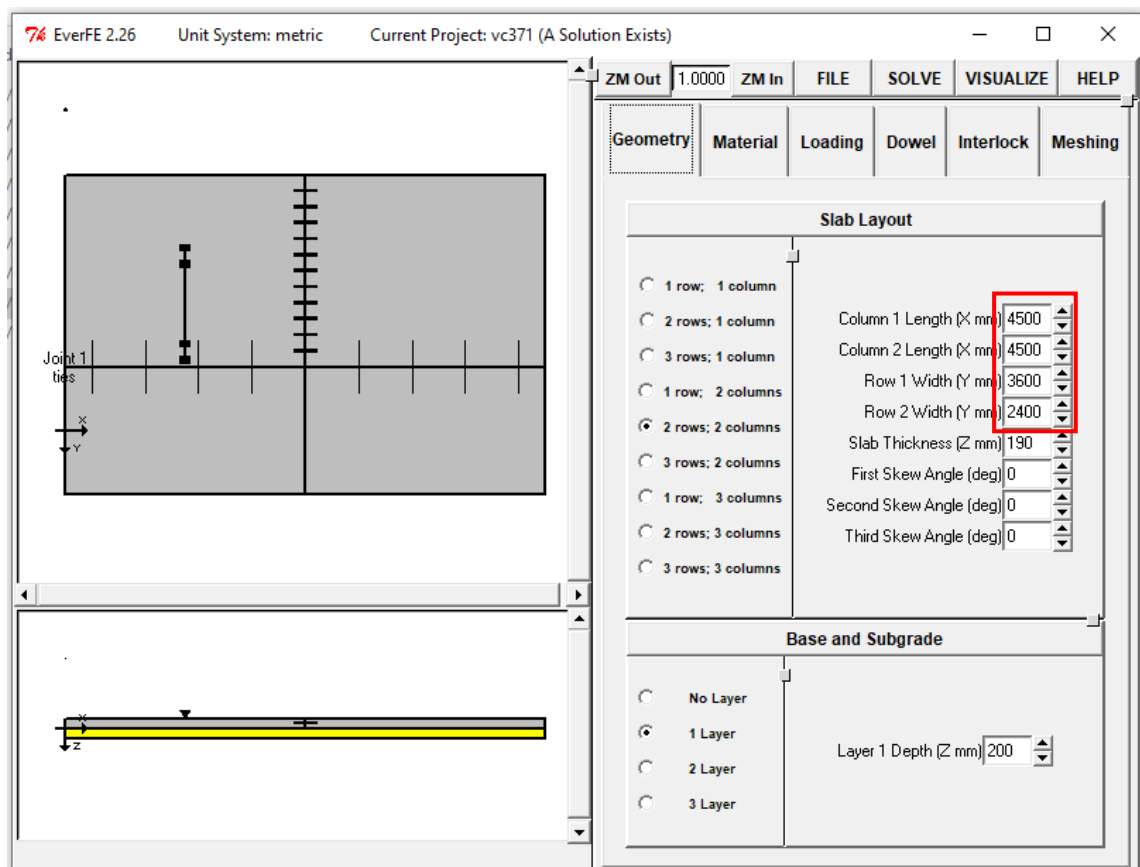 EverFE 2.26 Unit System: metric Current Project: vc371 (A Solution Exists)
ZM Out 1.0000 ZM In FILE SOLVE VISUALIZE HELP
Geometry Material Loading Dowel Interlock Meshing
Joint 1
ties
X
Y
Slab Layout
1 row; 1 column
2 rows; 1 column
3 rows; 1 column
1 row; 2 columns
2 rows; 2 columns
3 rows; 2 columns
1 row; 3 columns
2 rows; 3 columns
3 rows; 3 columns
Column 1 Length (X mm) 4500
Column 2 Length (X mm) 4500
Row 1 Width (Y mm) 3600
Row 2 Width (Y mm) 2400
Slab Thickness (Z mm) 190
First Skew Angle (deg) 0
Second Skew Angle (deg) 0
Third Skew Angle (deg) 0
X
Z
Base and Subgrade
No Layer
1 Layer
2 Layer
3 Layer
Layer 1 Depth (Z mm) 200